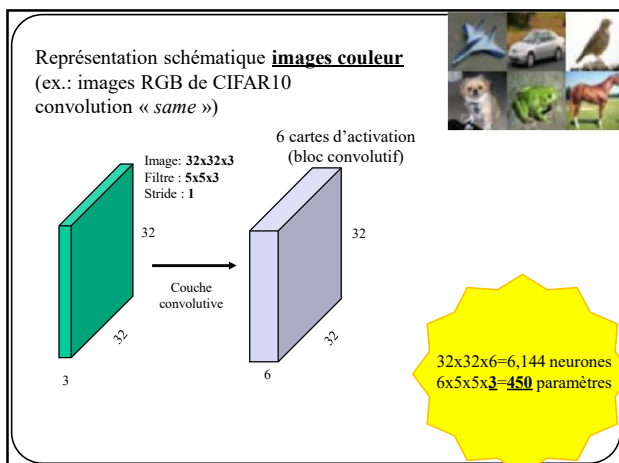 Représentation schématique images couleur
(ex.: images RGB de CIFAR10
convolution « same »)
6 cartes d'activation
(bloc convolutif)
Image: 32x32x3
Filtre : 5x5x3
Stride : 1
32
32
Couche
convolutive
32
32
3
6
32x32x6=6,144 neurones
6x5x5x3=450 paramètres